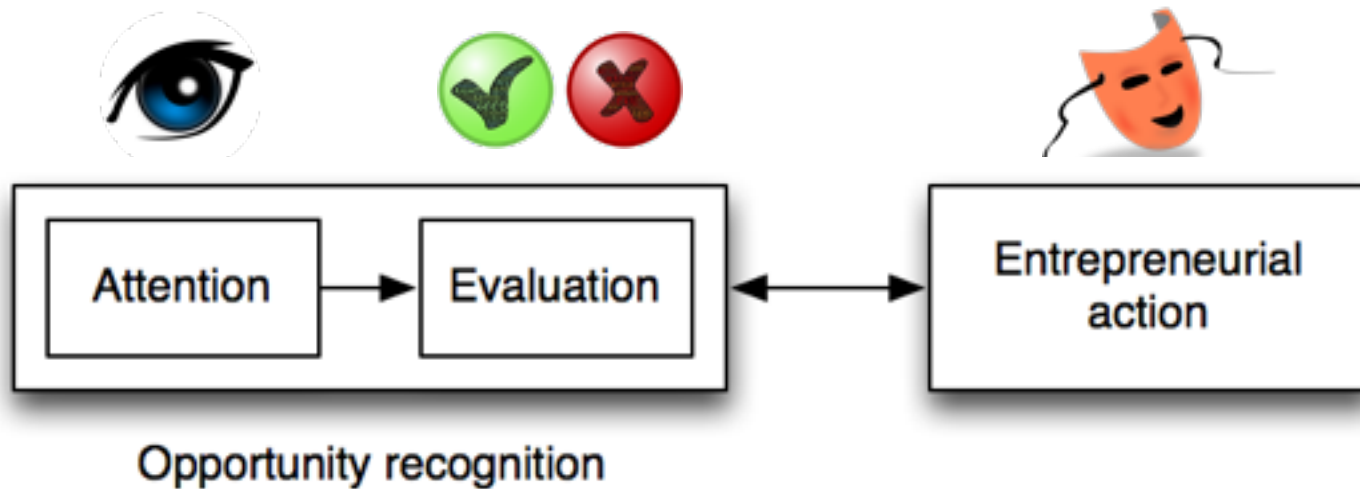 Attention
Evaluation
Entrepreneurial
action
Opportunity recognition